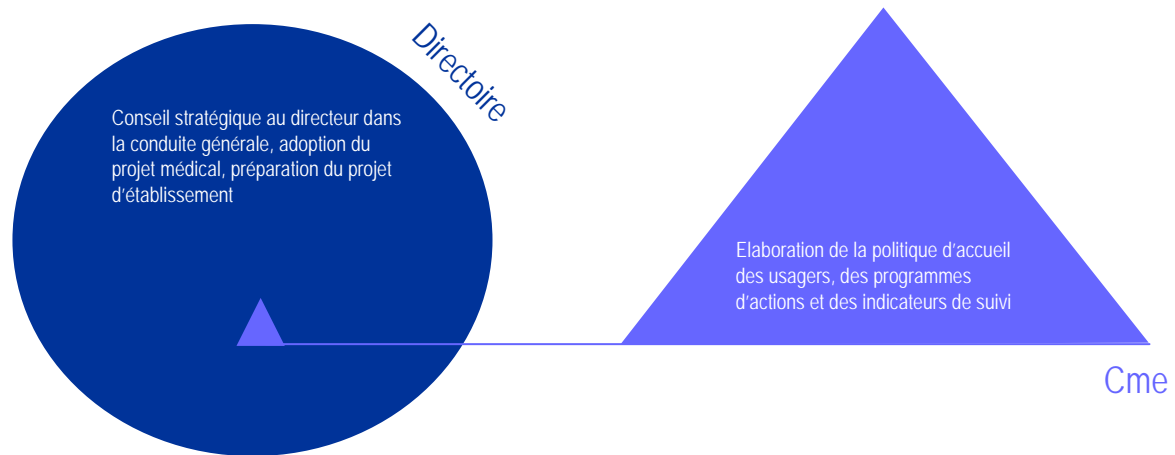 Directoire
Conseil stratégique au directeur dans
la conduite générale, adoption du
projet médical, préparation du projet
d'établissement
Elaboration de la politique d'accueil
des usagers, des programmes
d'actions et des indicateurs de suivi
Cme